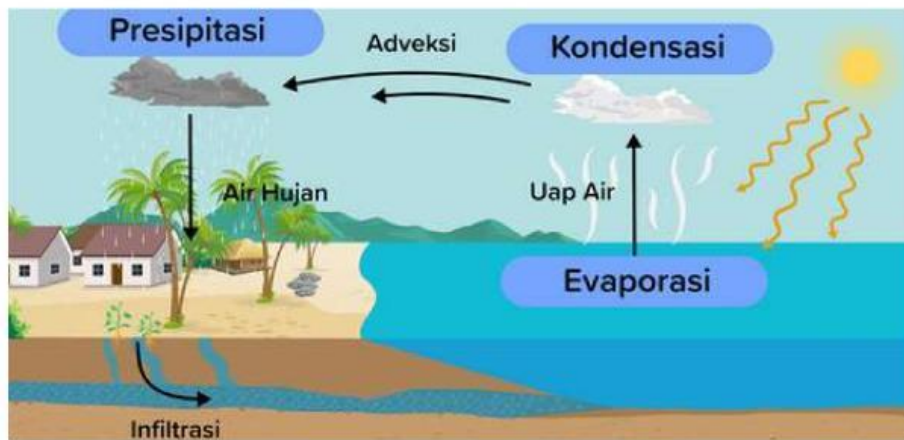 Presipitasi
Adveksi
Kondensasi
Air Hujan
Uap Air
Evaporasi
Infiltrasi